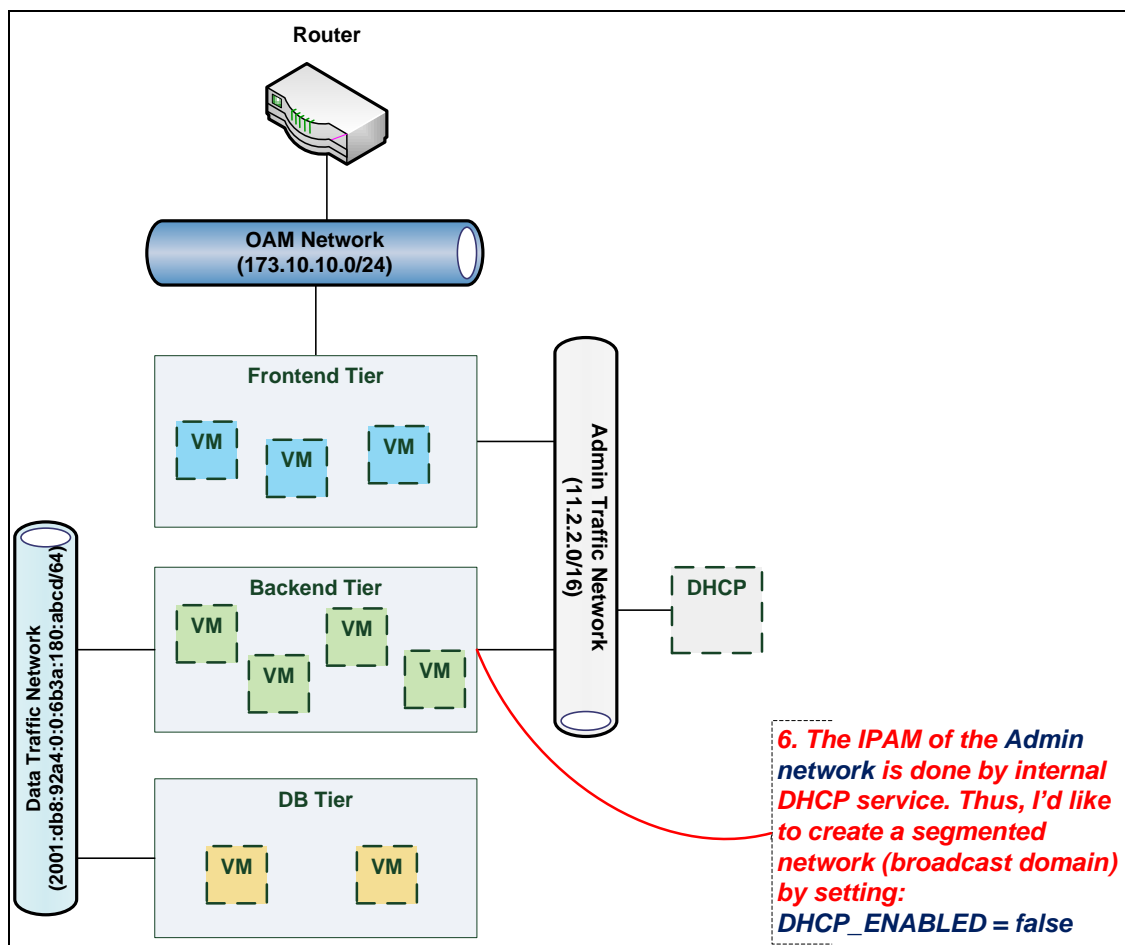 Router
OAM Network
(173.10.10.0/24)
Frontend Tier
VM
VM
VM
Admin Traffic Network
(11.2.2.0/16)
Data Traffic Network
(2001:db8:92a4:0:0:6b3a:180:abcd/64)
Backend Tier
VM
VM
VM
VM
DHCP
DB Tier
VM
VM
6. The IPAM of the Admin
network is done by internal
DHCP service. Thus, I’d like
to create a segmented
network (broadcast domain)
by setting:
DHCP_ENABLED = false